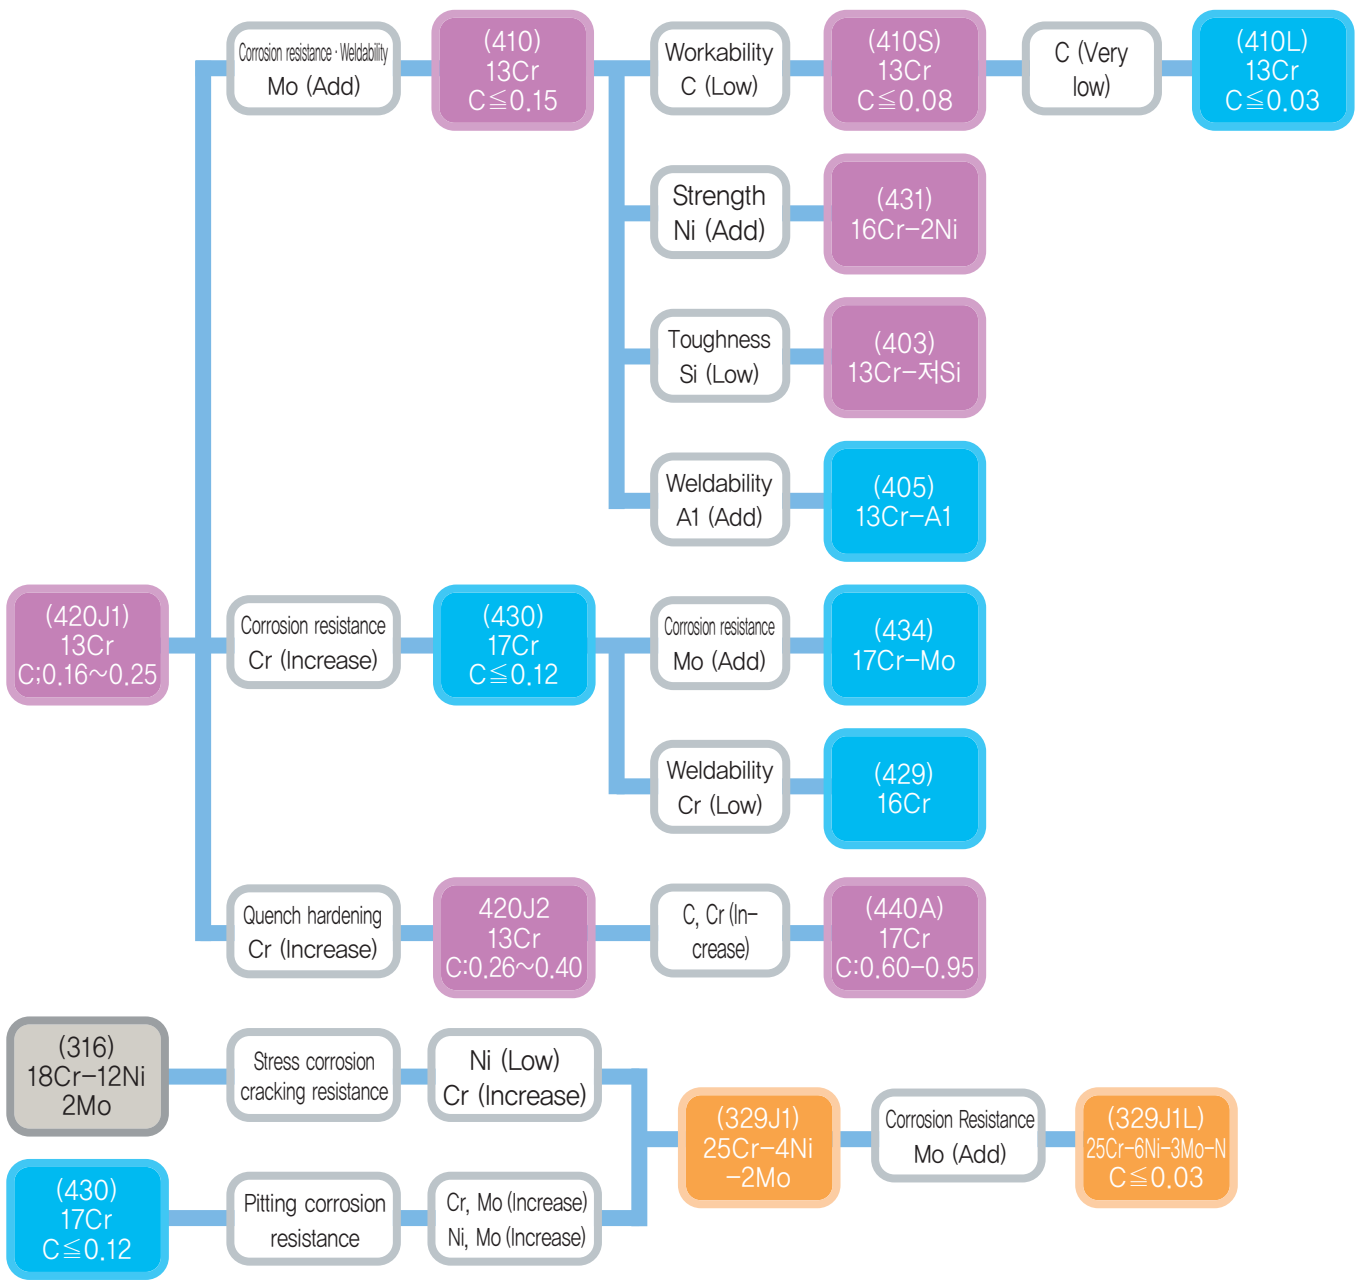 Corrosion resistance · Weldability
Mo (Add)
(410)
13Cr
C≦0.15
Workability
C (Low)
(410S)
13Cr
C≦0.08
C (Very
low)
(410L)
13Cr
C≦0.03
Strength
Ni (Add)
(431)
16Cr-2Ni
Toughness
Si (Low)
(403)
13Cr-저Si
Weldability
A1 (Add)
(405)
13Cr-A1
(420J1)
13Cr
C;0.16~0.25
Corrosion resistance
Cr (Increase)
(430)
17Cr
C≦0.12
Corrosion resistance
Mo (Add)
(434)
17Cr-Mo
Weldability
Cr (Low)
(429)
16Cr
Quench hardening
Cr (Increase)
420J2
13Cr
C:0.26~0.40
C, Cr (In-
crease)
(440A)
17Cr
C:0.60-0.95
(316)
18Cr-12Ni
2Mo
Stress corrosion
cracking resistance
Ni (Low)
Cr (Increase)
(329J1)
25Cr-4Ni
-2Mo
Corrosion Resistance
Mo (Add)
(329J1L)
25Cr-6Ni-3Mo-N
C≦0.03
(430)
17Cr
C≦0.12
Pitting corrosion
resistance
Cr, Mo (Increase)
Ni, Mo (Increase)